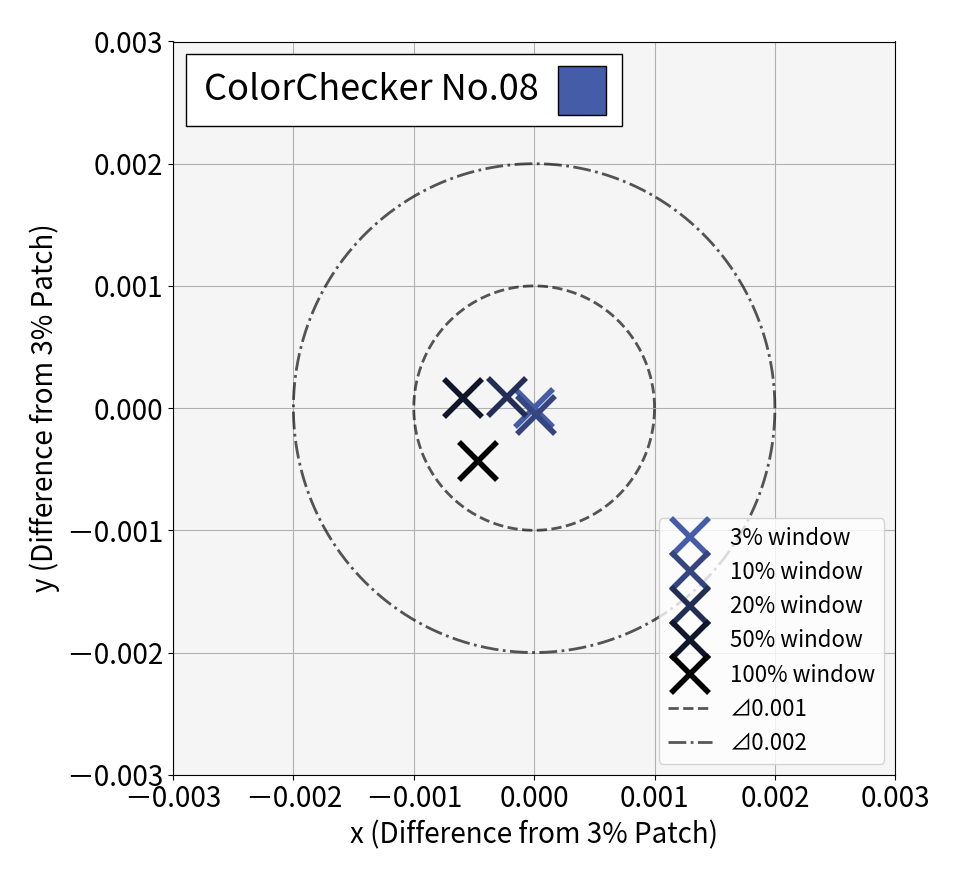 ColorChecker No.08
0.003
0.002
0.001
0.000
−0.001
−0.002
−0.003
y (Difference from 3% Patch)
3% window
10% window
20% window
50% window
100% window
⊿0.001
⊿0.002
−0.003 −0.002 −0.001 0.000 0.001 0.002 0.003
x (Difference from 3% Patch)